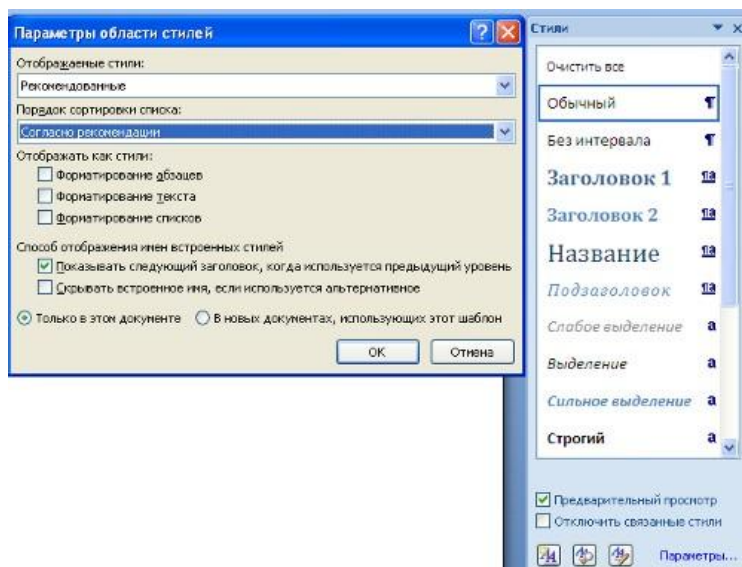 Параметры области стилей
Отображаемые стили:
Рекомендованные
Порядок сортировки списка:
Согласно рекомендации
Отображать как стили:
Форматирование абзацев
Форматирование текста
Форматирование списков
Способ отображения имен встроенных стилей
Показывать следующий заголовок, когда используется предыдущий уровень
Скрывать встроенное имя, если используется альтернативное
Только в этом документе В новых документах, использующих этот шаблон
ОК Отмена
Стили
Очистить все
Обычный ¶
Без интервала ¶
Заголовок 1 ¶a
Заголовок 2 ¶a
Название ¶a
Подзаголовок ¶a
Слабое выделение a
Выделение a
Сильное выделение a
Строгий a
Предварительный просмотр
Отключить связанные стили
Параметры...